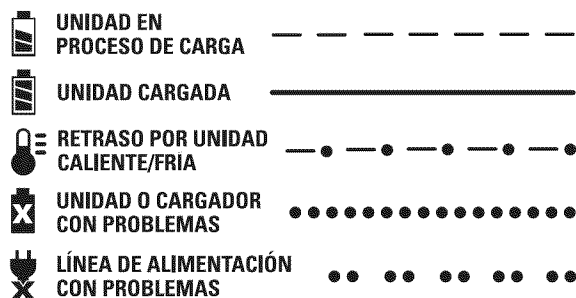 UNIDAD EN
PROCESO DE CARGA
UNIDAD CARGADA
RETRASO POR UNIDAD
CALIENTE/FRÍA
UNIDAD O CARGADOR
CON PROBLEMAS
LÍNEA DE ALIMENTACIÓN
CON PROBLEMAS